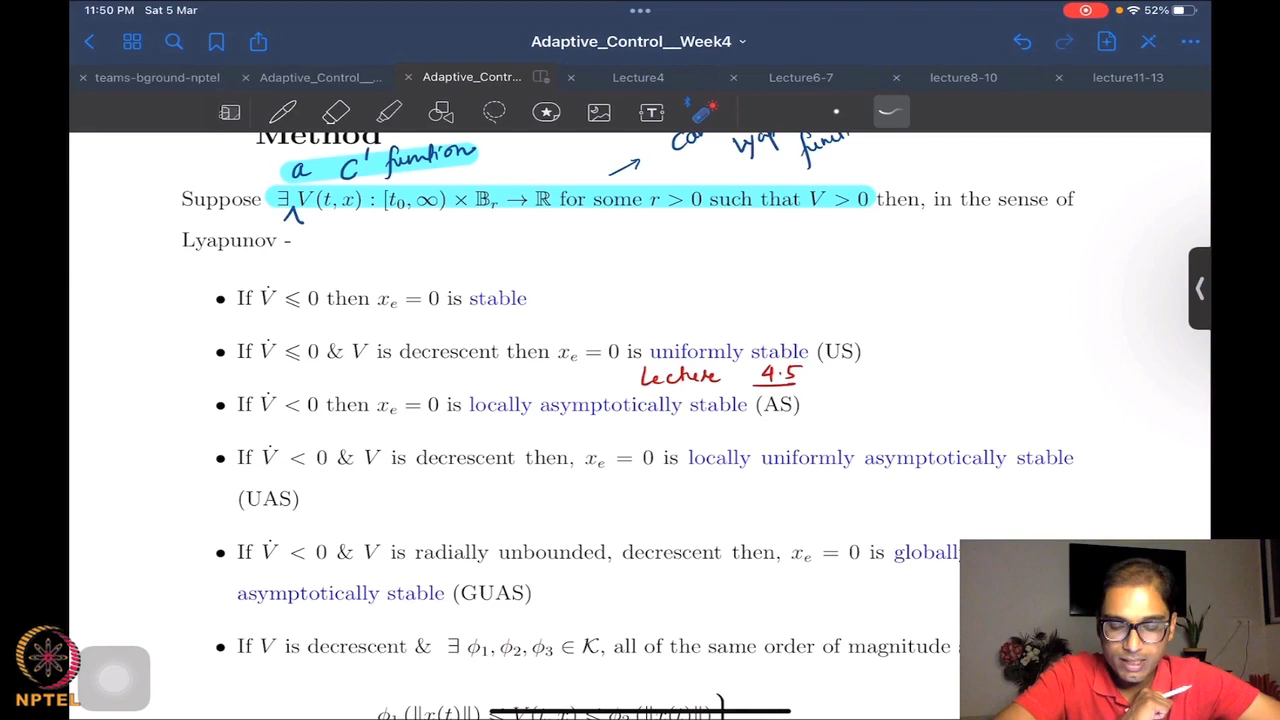 11:50 PM Sat 5 Mar
52%
Adaptive_Control__Week4
teams-bground-nptel
Adaptive_Control__...
Adaptive_Contr...
Lecture4
Lecture6-7
lecture8-10
lecture11-13
Method
a C¹ function
Suppose ∃ V(t, x) : [t₀, ∞) × 𝔹ᵣ → ℝ for some r > 0 such that V > 0 then, in the sense of
Lyapunov -
• If V̇ ⩽ 0 then xₑ = 0 is stable
• If V̇ ⩽ 0 & V is decrescent then xₑ = 0 is uniformly stable (US)
Lecture 4.5
• If V̇ < 0 then xₑ = 0 is locally asymptotically stable (AS)
• If V̇ < 0 & V is decrescent then, xₑ = 0 is locally uniformly asymptotically stable
(UAS)
• If V̇ < 0 & V is radially unbounded, decrescent then, xₑ = 0 is globally
asymptotically stable (GUAS)
• If V is decrescent & ∃ ϕ₁, ϕ₂, ϕ₃ ∈ 𝒦, all of the same order of magnitude
ϕ₁(‖x(t)‖) ⩽ V(t, x) ⩽ ϕ₂(‖x(t)‖)
NPTEL